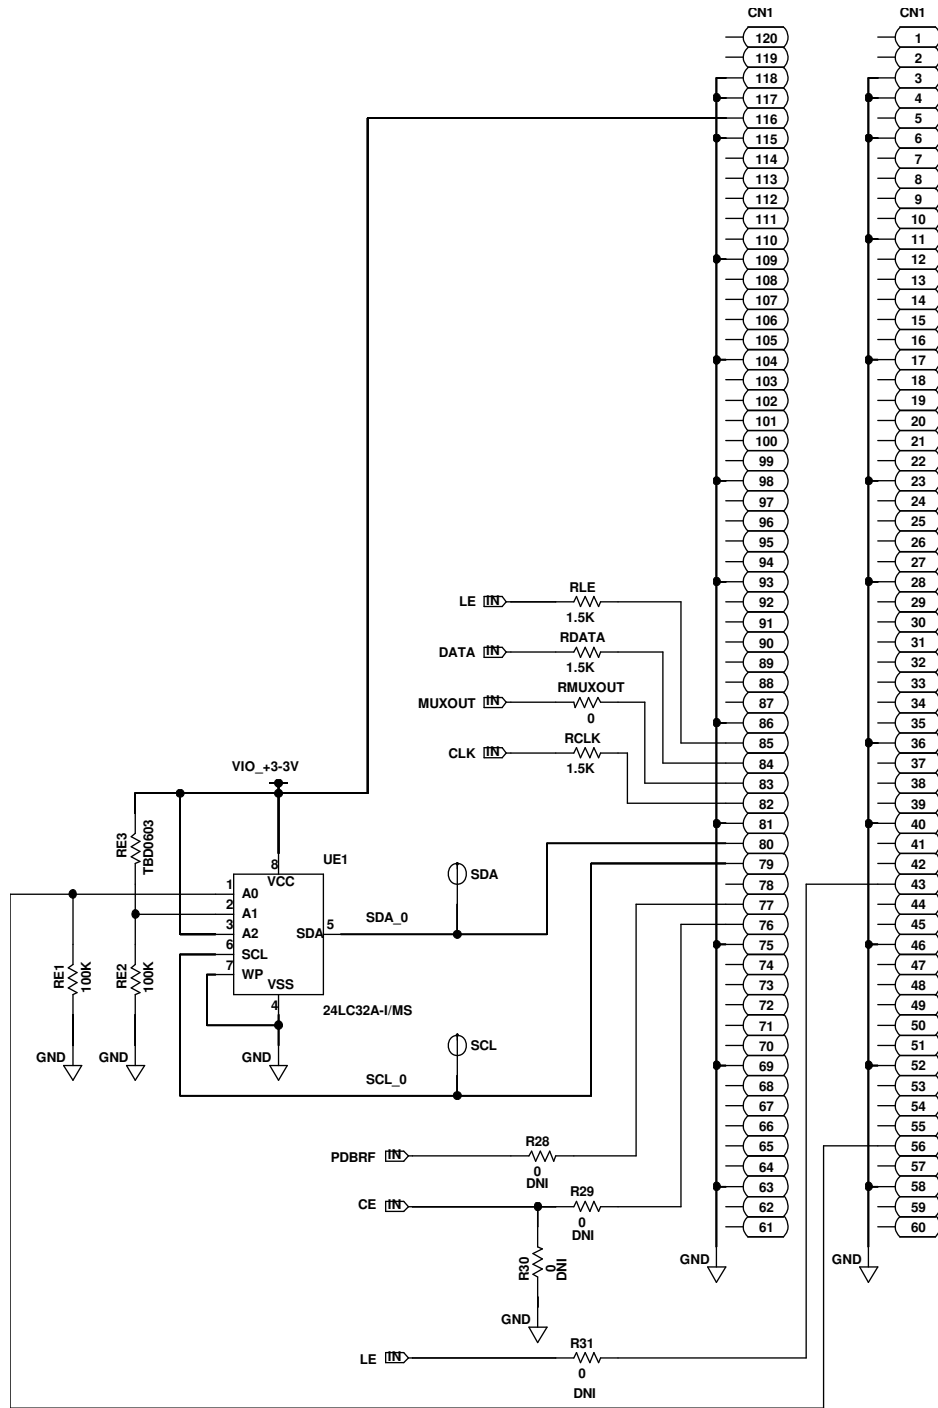 CN1 CN1
120 1
119 2
118 3
117 4
116 5
115 6
114 7
113 8
112 9
111 10
110 11
109 12
108 13
107 14
106 15
105 16
104 17
103 18
102 19
101 20
100 21
99 22
98 23
97 24
96 25
95 26
94 27
93 28
RLE
LE IN 92 29
1.5K 91 30
RDATA 90 31
DATA IN 89 32
1.5K 88 33
RMUXOUT
MUXOUT IN 87 34
0 86 35
RCLK 85 36
CLK IN 84 37
VIO_+3-3V 1.5K
83 38
82 39
81 40
80 41
RE3 TBD0603
UE1
8 79 42
VCC SDA
1 A0 78 43
2 A1 77 44
SDA_0
3 A2 SDA 5 76 45
6 SCL 75 46
7 WP 74 47
RE1 100K RE2 100K
VSS 73 48
4 24LC32A-I/MS 72 49
71 50
SCL 70 51
GND GND GND
69 52
SCL_0 68 53
67 54
66 55
R28
65 56
PDBRF IN
0 64 57
DNI
R29 63 58
CE IN 62 59
0 61 60
DNI
R30 0 DNI
GND GND
GND
R31
LE IN
0
DNI